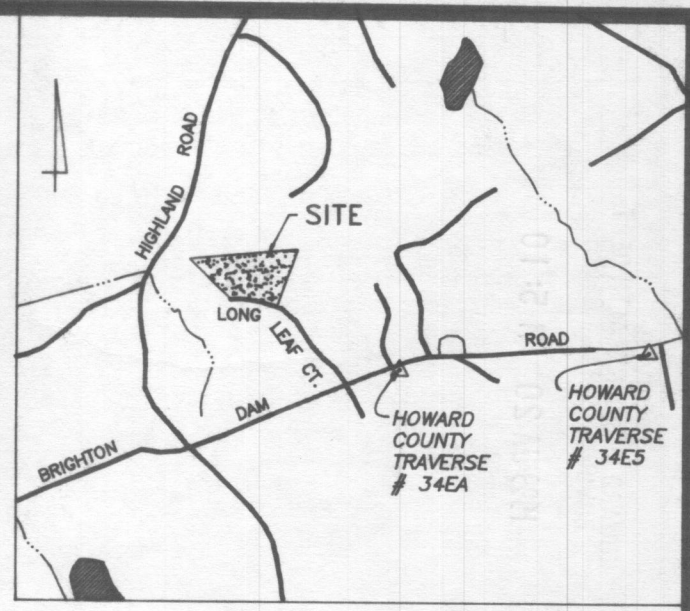 HIGHLAND ROAD
SITE
LONG LEAF CT.
BRIGHTON DAM ROAD
HOWARD
COUNTY
TRAVERSE
# 34EA
HOWARD
COUNTY
TRAVERSE
# 34E5